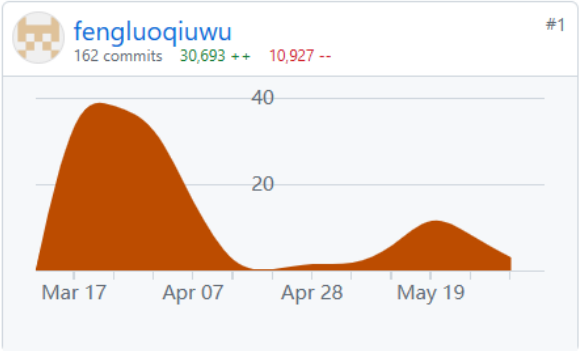 fengluoqiuwu
#1
162 commits 30,693 ++ 10,927 --
40
20
Mar 17 Apr 07 Apr 28 May 19